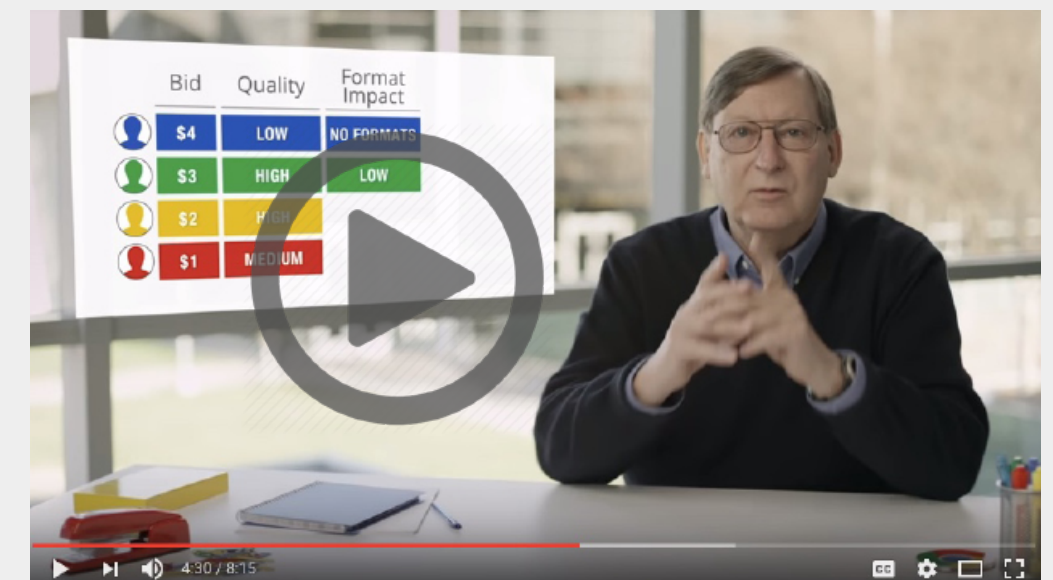 Bid Quality Format Impact
$4 LOW NO FORMATS
$3 HIGH LOW
$2 HIGH
$1 MEDIUM
4:30 / 8:15
CC